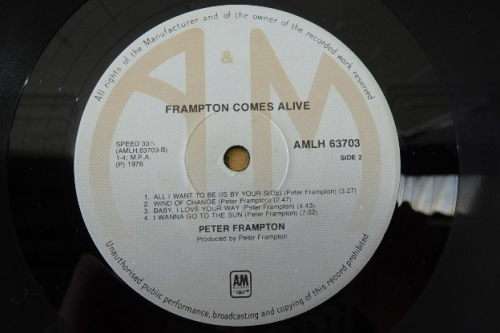 All rights of the Manufacturer and of the owner of the recorded work reserved
A & M
FRAMPTON COMES ALIVE
SPEED 33⅓
(AMLH.63703-B)
1-4: M.P.A.
(P) 1976
AMLH 63703
SIDE 2
1. ALL I WANT TO BE (IS BY YOUR SIDE) (Peter Frampton) (3.27)
2. WIND OF CHANGE (Peter Frampton) (2.47)
3. BABY, I LOVE YOUR WAY (Peter Frampton) (4.43)
4. I WANNA GO TO THE SUN (Peter Frampton) (7.02)
PETER FRAMPTON
Produced by Peter Frampton
AM
Unauthorised public performance, broadcasting and copying of this record prohibited